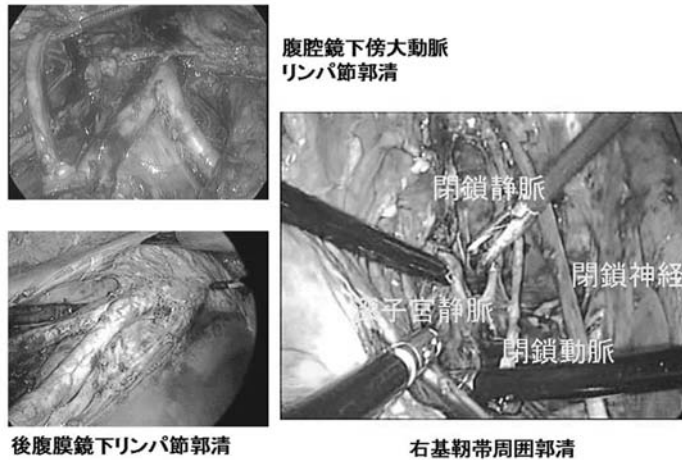 腹腔鏡下傍大動脈
リンパ節郭清
閉鎖静脈
閉鎖神経
深子宮静脈
閉鎖動脈
後腹膜鏡下リンパ節郭清
右基靭帯周囲郭清